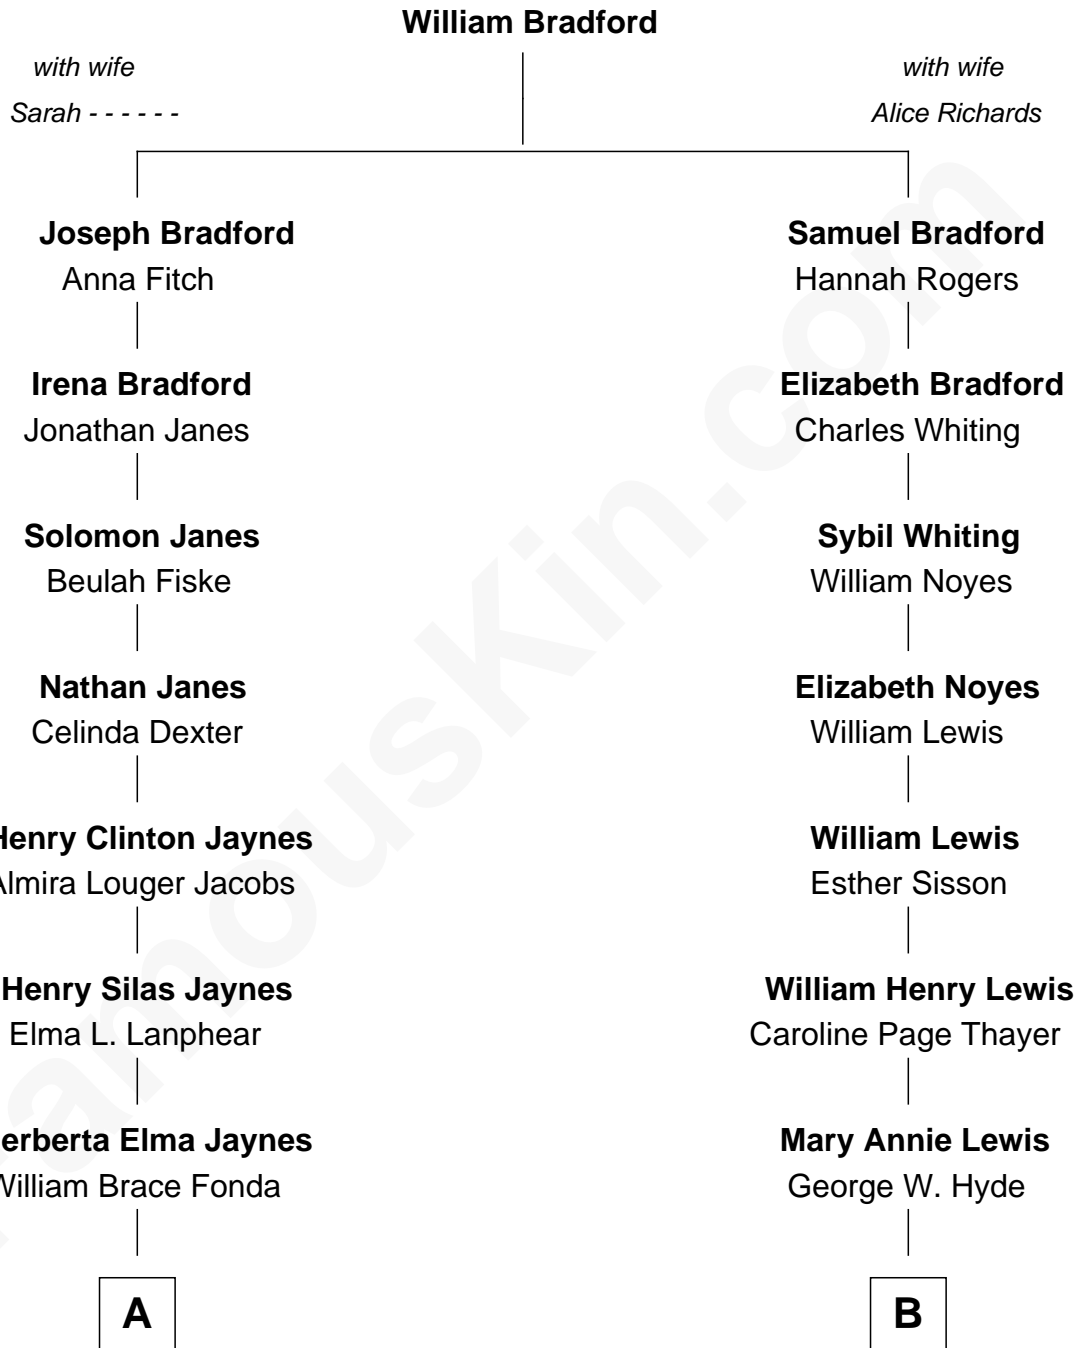 William Bradford
with wife
Sarah - - - - - -
with wife
Alice Richards
Joseph Bradford
Anna Fitch
Samuel Bradford
Hannah Rogers
Irena Bradford
Jonathan Janes
Elizabeth Bradford
Charles Whiting
Solomon Janes
Beulah Fiske
Sybil Whiting
William Noyes
Nathan Janes
Celinda Dexter
Elizabeth Noyes
William Lewis
Henry Clinton Jaynes
Almira Louger Jacobs
William Lewis
Esther Sisson
Henry Silas Jaynes
Elma L. Lanphear
William Henry Lewis
Caroline Page Thayer
erberta Elma Jaynes
William Brace Fonda
Mary Annie Lewis
George W. Hyde
A
B
FamousKin.com